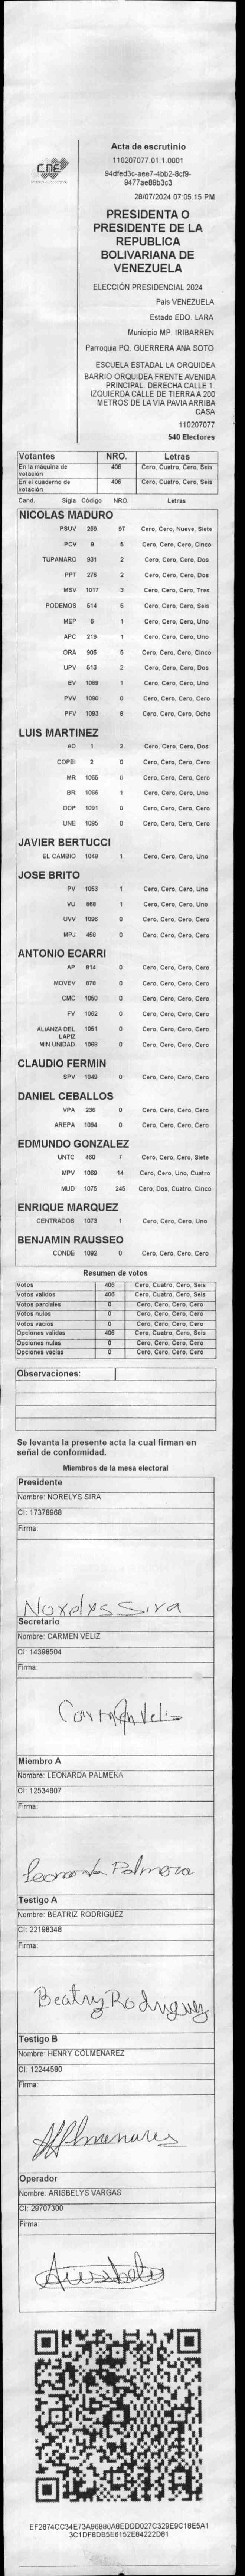 CNE
Acta de escrutinio
110207077.01.1.0001
94dfed3c-aee7-4bb2-8cf9-
9477ae89b3c3
28/07/2024 07:05:15 PM
PRESIDENTA O
PRESIDENTE DE LA
REPUBLICA
BOLIVARIANA DE
VENEZUELA
ELECCIÓN PRESIDENCIAL 2024
Pais VENEZUELA
Estado EDO. LARA
Municipio MP. IRIBARREN
Parroquia PQ. GUERRERA ANA SOTO
ESCUELA ESTADAL LA ORQUIDEA
BARRIO ORQUIDEA FRENTE AVENIDA
PRINCIPAL. DERECHA CALLE 1.
IZQUIERDA CALLE DE TIERRA A 200
METROS DE LA VIA PAVIA ARRIBA
CASA
110207077
540 Electores
Votantes NRO. Letras
En la máquina de votación 406 Cero, Cuatro, Cero, Seis
En el cuaderno de votación 406 Cero, Cuatro, Cero, Seis
Cand. Sigla Código NRO. Letras
NICOLAS MADURO
PSUV 269 97 Cero, Cero, Nueve, Siete
PCV 9 5 Cero, Cero, Cero, Cinco
TUPAMARO 931 2 Cero, Cero, Cero, Dos
PPT 276 2 Cero, Cero, Cero, Dos
MSV 1017 3 Cero, Cero, Cero, Tres
PODEMOS 514 6 Cero, Cero, Cero, Seis
MEP 6 1 Cero, Cero, Cero, Uno
APC 219 1 Cero, Cero, Cero, Uno
ORA 906 5 Cero, Cero, Cero, Cinco
UPV 613 2 Cero, Cero, Cero, Dos
EV 1089 1 Cero, Cero, Cero, Uno
PVV 1090 0 Cero, Cero, Cero, Cero
PFV 1093 8 Cero, Cero, Cero, Ocho
LUIS MARTINEZ
AD 1 2 Cero, Cero, Cero, Dos
COPEI 2 0 Cero, Cero, Cero, Cero
MR 1065 0 Cero, Cero, Cero, Cero
BR 1066 1 Cero, Cero, Cero, Uno
DDP 1091 0 Cero, Cero, Cero, Cero
UNE 1095 0 Cero, Cero, Cero, Cero
JAVIER BERTUCCI
EL CAMBIO 1048 1 Cero, Cero, Cero, Uno
JOSE BRITO
PV 1053 1 Cero, Cero, Cero, Uno
VU 868 1 Cero, Cero, Cero, Uno
UVV 1096 0 Cero, Cero, Cero, Cero
MPJ 458 0 Cero, Cero, Cero, Cero
ANTONIO ECARRI
AP 814 0 Cero, Cero, Cero, Cero
MOVEV 879 0 Cero, Cero, Cero, Cero
CMC 1050 0 Cero, Cero, Cero, Cero
FV 1062 0 Cero, Cero, Cero, Cero
ALIANZA DEL LAPIZ 1051 0 Cero, Cero, Cero, Cero
MIN UNIDAD 1068 0 Cero, Cero, Cero, Cero
CLAUDIO FERMIN
SPV 1049 0 Cero, Cero, Cero, Cero
DANIEL CEBALLOS
VPA 236 0 Cero, Cero, Cero, Cero
AREPA 1094 0 Cero, Cero, Cero, Cero
EDMUNDO GONZALEZ
UNTC 460 7 Cero, Cero, Cero, Siete
MPV 1069 14 Cero, Cero, Uno, Cuatro
MUD 1075 245 Cero, Dos, Cuatro, Cinco
ENRIQUE MARQUEZ
CENTRADOS 1073 1 Cero, Cero, Cero, Uno
BENJAMIN RAUSSEO
CONDE 1092 0 Cero, Cero, Cero, Cero
Resumen de votos
Votos 406 Cero, Cuatro, Cero, Seis
Votos validos 406 Cero, Cuatro, Cero, Seis
Votos parciales 0 Cero, Cero, Cero, Cero
Votos nulos 0 Cero, Cero, Cero, Cero
Votos vacios 0 Cero, Cero, Cero, Cero
Opciones validas 406 Cero, Cuatro, Cero, Seis
Opciones nulas 0 Cero, Cero, Cero, Cero
Opciones vacias 0 Cero, Cero, Cero, Cero
Observaciones:
Se levanta la presente acta la cual firman en
señal de conformidad.
Miembros de la mesa electoral
Presidente
Nombre: NORELYS SIRA
CI: 17378968
Firma:
Norelys Sira
Secretario
Nombre: CARMEN VELIZ
CI: 14398504
Firma:
Carmen Veliz
Miembro A
Nombre: LEONARDA PALMERA
CI: 12534807
Firma:
Leonarda Palmera
Testigo A
Nombre: BEATRIZ RODRIGUEZ
CI: 22198348
Firma:
Beatriz Rodriguez
Testigo B
Nombre: HENRY COLMENAREZ
CI: 12244580
Firma:
Operador
Nombre: ARISBELYS VARGAS
CI: 29707300
Firma:
Arisbelys
EF2874CC34E73A96880A8EDDD027C329E9C18E5A1
3C1DF8DB5E6152E84222D81